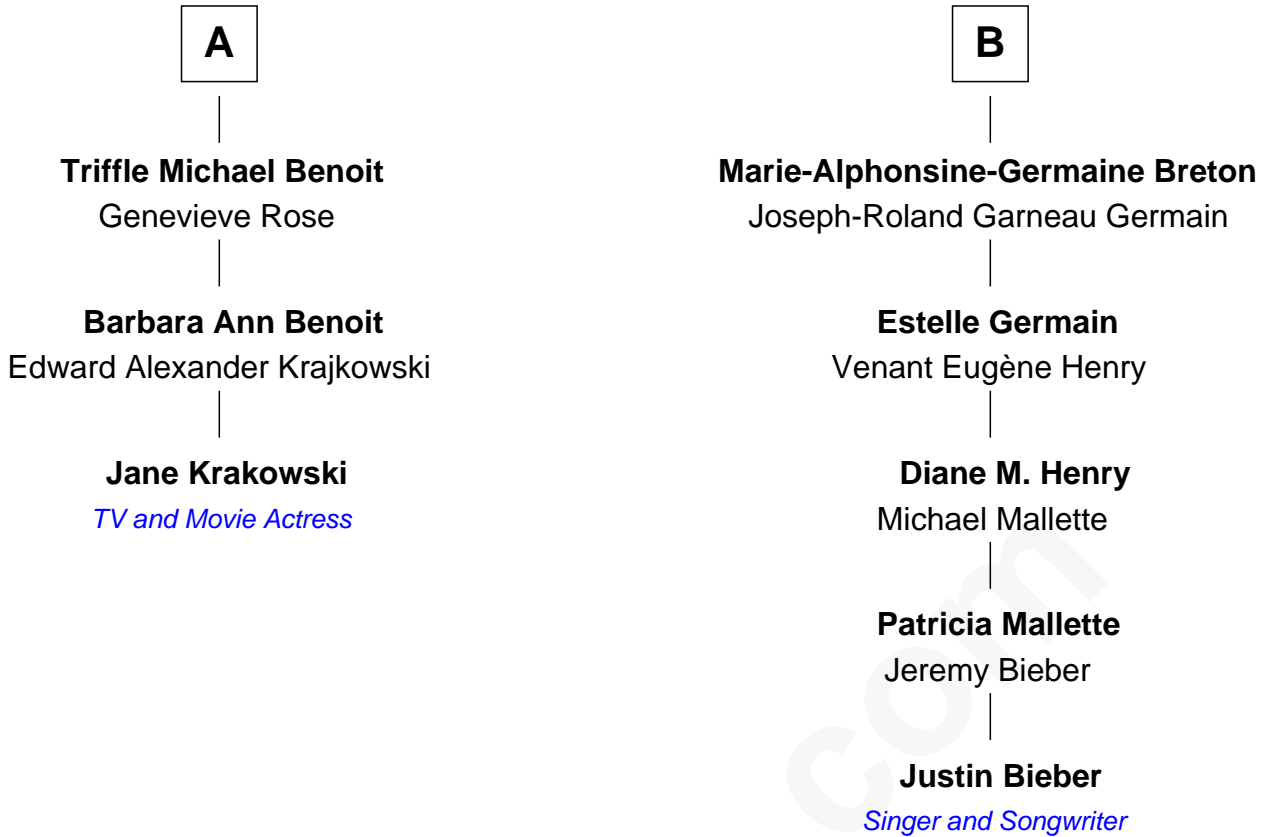 A
Triffle Michael Benoit
Genevieve Rose
Barbara Ann Benoit
Edward Alexander Krajkowski
Jane Krakowski
TV and Movie Actress
B
Marie-Alphonsine-Germaine Breton
Joseph-Roland Garneau Germain
Estelle Germain
Venant Eugène Henry
Diane M. Henry
Michael Mallette
Patricia Mallette
Jeremy Bieber
Justin Bieber
Singer and Songwriter
com